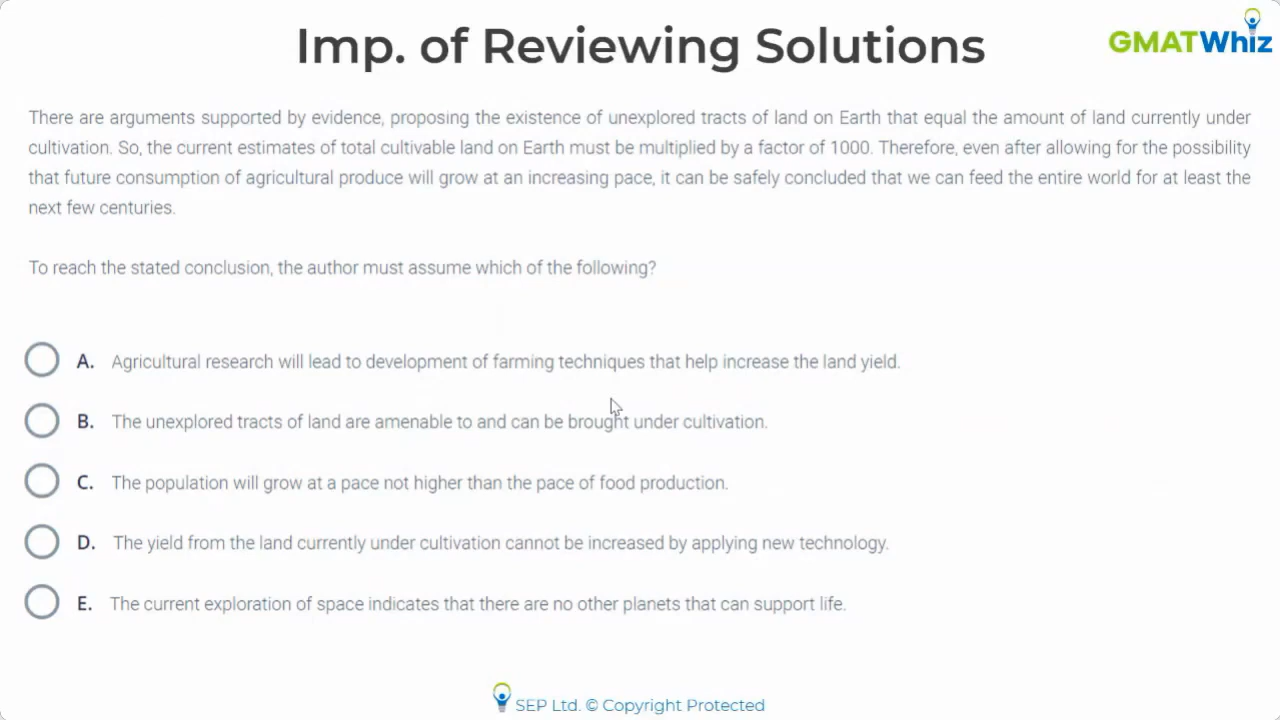 Imp. of Reviewing Solutions
GMATWhiz
There are arguments supported by evidence, proposing the existence of unexplored tracts of land on Earth that equal the amount of land currently under
cultivation. So, the current estimates of total cultivable land on Earth must be multiplied by a factor of 1000. Therefore, even after allowing for the possibility
that future consumption of agricultural produce will grow at an increasing pace, it can be safely concluded that we can feed the entire world for at least the
next few centuries.
To reach the stated conclusion, the author must assume which of the following?
A. Agricultural research will lead to development of farming techniques that help increase the land yield.
B. The unexplored tracts of land are amenable to and can be brought under cultivation.
C. The population will grow at a pace not higher than the pace of food production.
D. The yield from the land currently under cultivation cannot be increased by applying new technology.
E. The current exploration of space indicates that there are no other planets that can support life.
SEP Ltd. © Copyright Protected